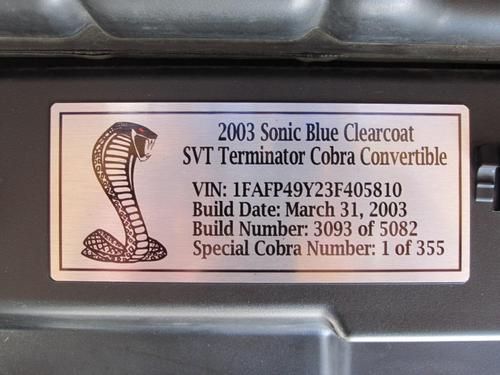 2003 Sonic Blue Clearcoat
SVT Terminator Cobra Convertible
VIN: 1FAFP49Y23F405810
Build Date: March 31, 2003
Build Number: 3093 of 5082
Special Cobra Number: 1 of 355